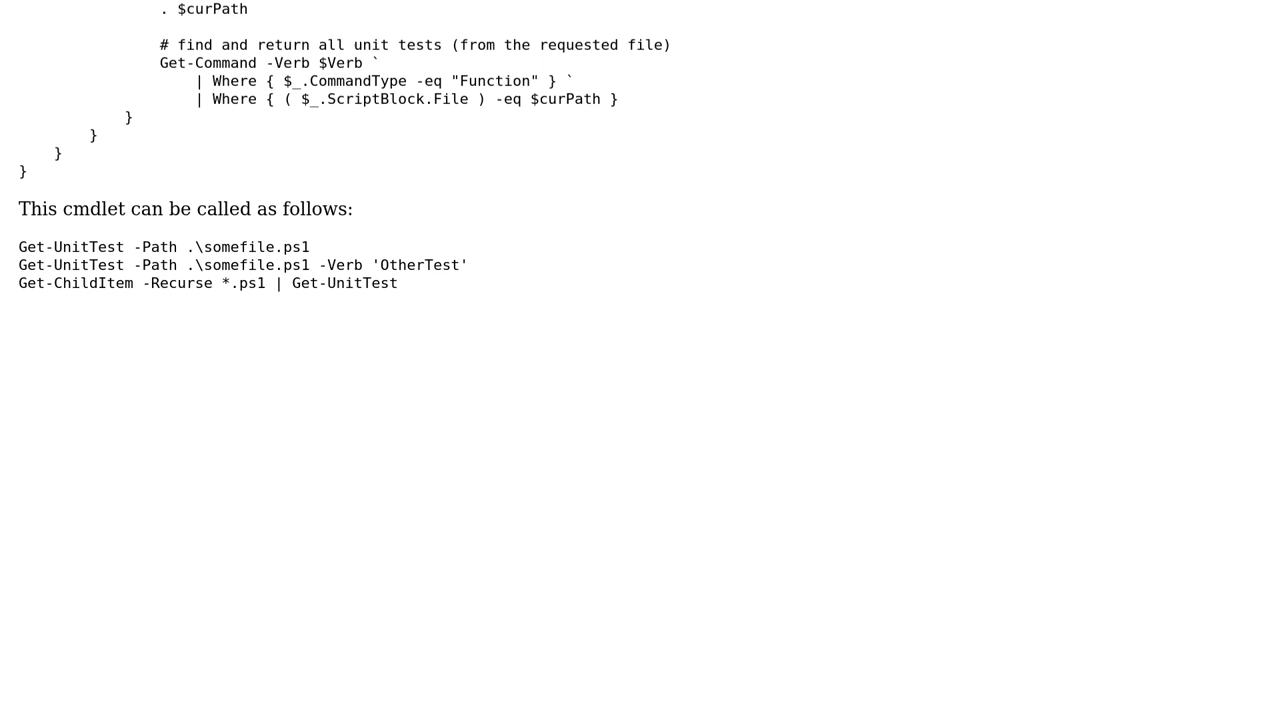 . $curPath
# find and return all unit tests (from the requested file)
Get-Command -Verb $Verb `
| Where { $_.CommandType -eq "Function" } `
| Where { ( $_.ScriptBlock.File ) -eq $curPath }
}
}
}
}
This cmdlet can be called as follows:
Get-UnitTest -Path .\somefile.ps1
Get-UnitTest -Path .\somefile.ps1 -Verb 'OtherTest'
Get-ChildItem -Recurse *.ps1 | Get-UnitTest